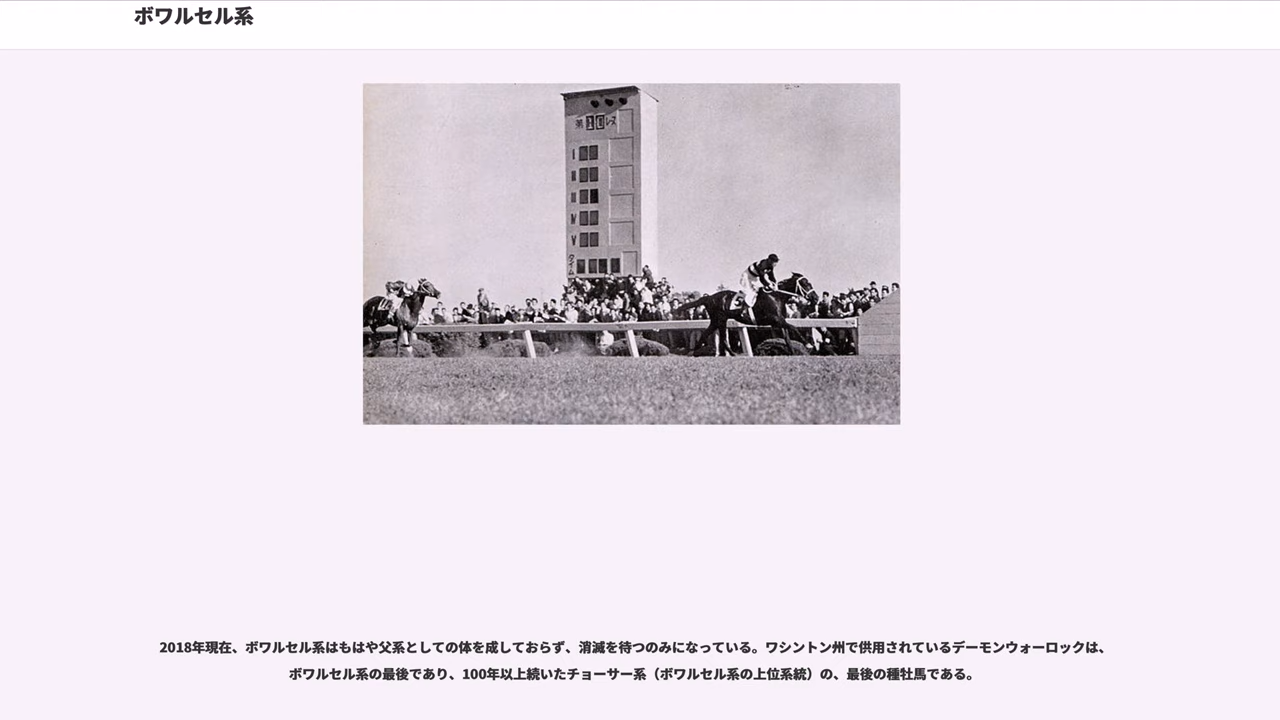 ボワルセル系
第10レス
I
II
III
IV
V
タイム
2018年現在、ボワルセル系はもはや父系としての体を成しておらず、消滅を待つのみになっている。ワシントン州で供用されているデーモンウォーロックは、
ボワルセル系の最後であり、100年以上続いたチョーサー系（ボワルセル系の上位系統）の、最後の種牡馬である。